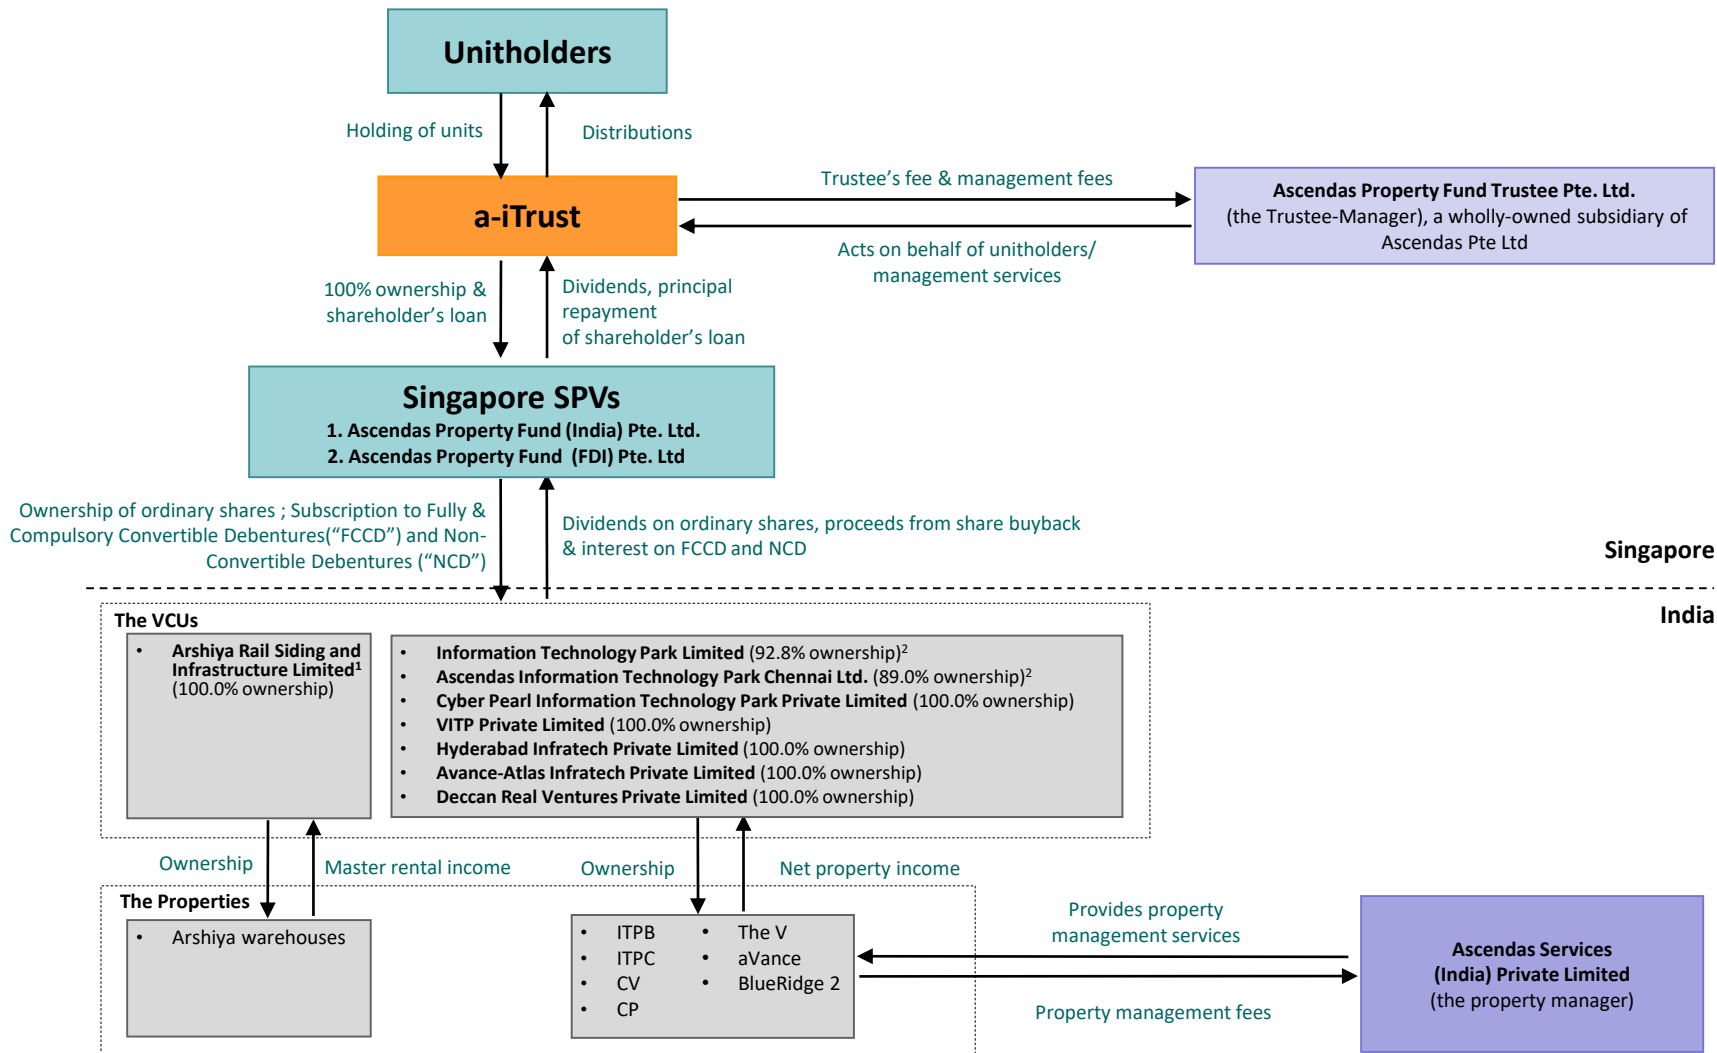 Unitholders
Holding of units
Distributions
a-iTrust
Trustee’s fee & management fees
Acts on behalf of unitholders/
management services
Ascendas Property Fund Trustee Pte. Ltd.
(the Trustee-Manager), a wholly-owned subsidiary of
Ascendas Pte Ltd
100% ownership &
shareholder’s loan
Dividends, principal
repayment
of shareholder’s loan
Singapore SPVs
1. Ascendas Property Fund (India) Pte. Ltd.
2. Ascendas Property Fund (FDI) Pte. Ltd
Ownership of ordinary shares ; Subscription to Fully &
Compulsory Convertible Debentures(“FCCD”) and Non-
Convertible Debentures (“NCD”)
Dividends on ordinary shares, proceeds from share buyback
& interest on FCCD and NCD
Singapore
India
The VCUs
• Arshiya Rail Siding and
Infrastructure Limited1
(100.0% ownership)
• Information Technology Park Limited (92.8% ownership)2
• Ascendas Information Technology Park Chennai Ltd. (89.0% ownership)2
• Cyber Pearl Information Technology Park Private Limited (100.0% ownership)
• VITP Private Limited (100.0% ownership)
• Hyderabad Infratech Private Limited (100.0% ownership)
• Avance-Atlas Infratech Private Limited (100.0% ownership)
• Deccan Real Ventures Private Limited (100.0% ownership)
Ownership
Master rental income
Ownership
Net property income
The Properties
• Arshiya warehouses
• ITPB
• ITPC
• CV
• CP
• The V
• aVance
• BlueRidge 2
Provides property
management services
Property management fees
Ascendas Services
(India) Private Limited
(the property manager)